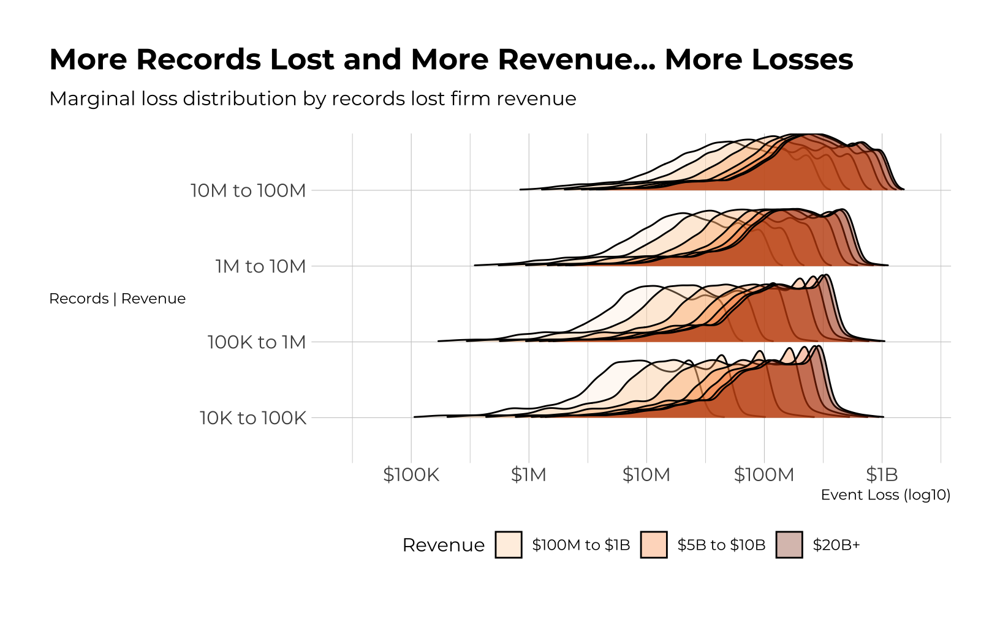 More Records Lost and More Revenue... More Losses
Marginal loss distribution by records lost firm revenue
10M to 100M
1M to 10M
Records | Revenue
100K to 1M
10K to 100K
$100K $1M $10M $100M $1B
Event Loss (log10)
Revenue $100M to $1B $5B to $10B $20B+